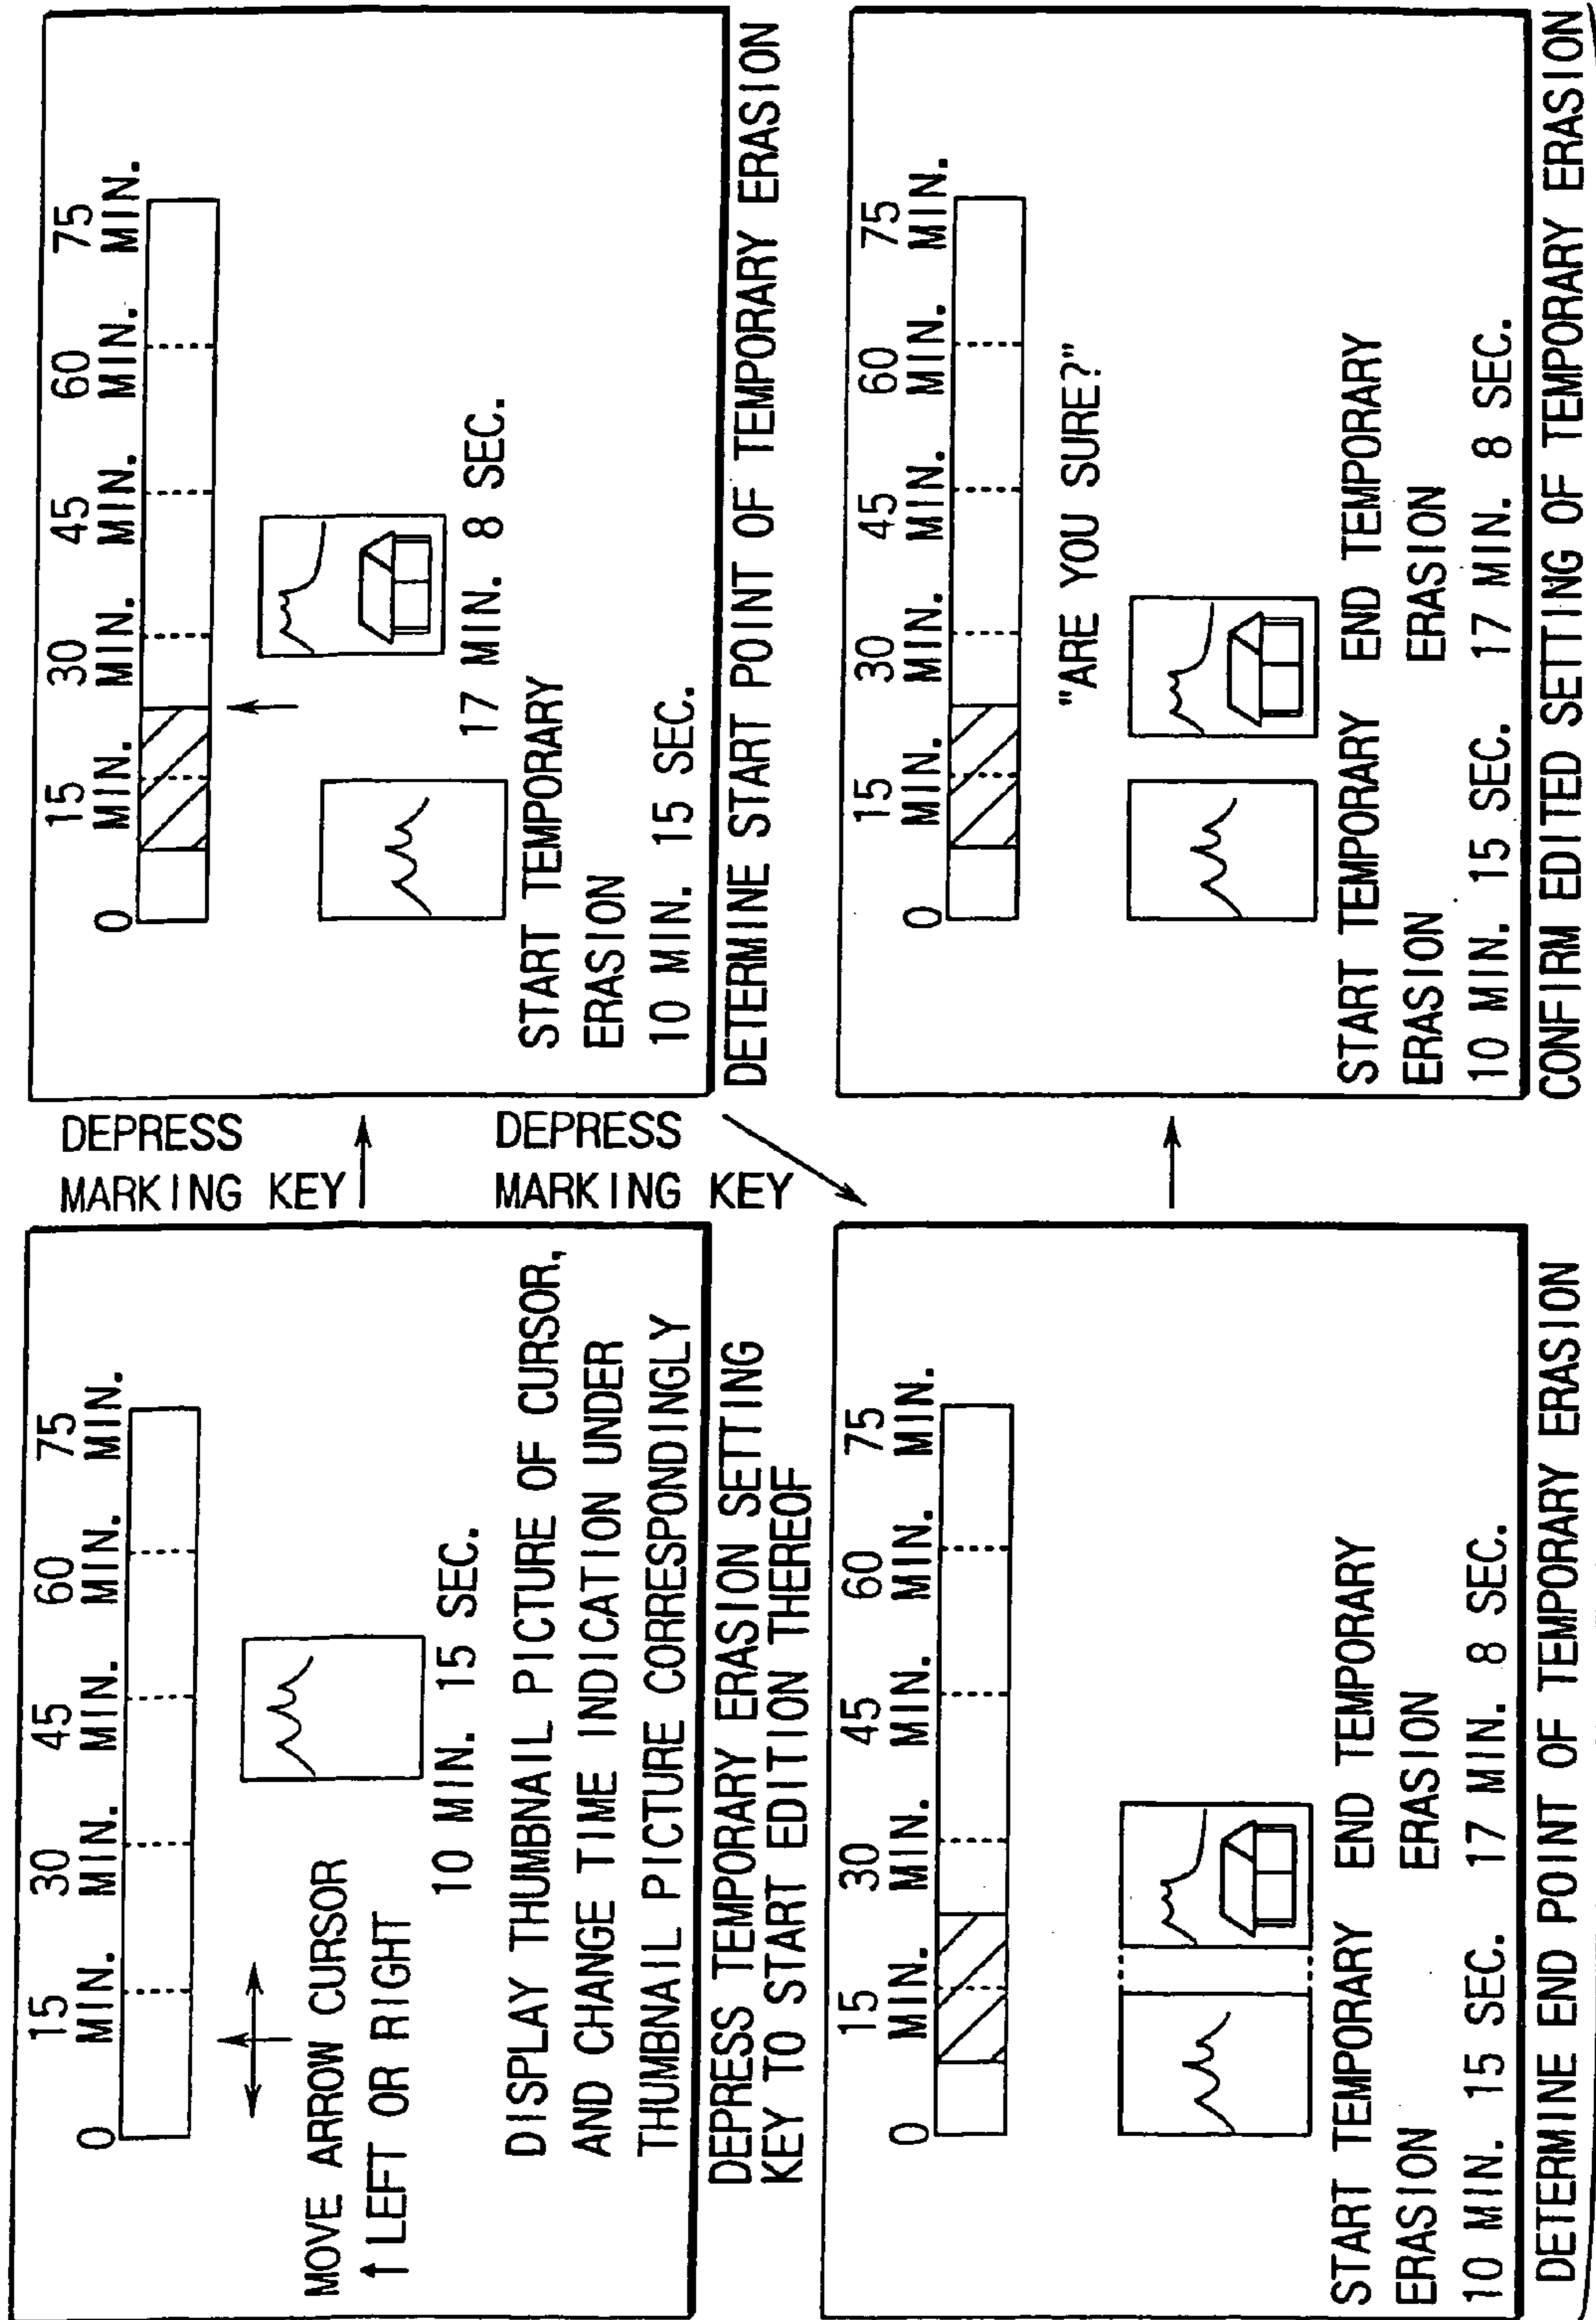 0 15 MIN. 30 MIN. 45 MIN. 60 MIN. 75 MIN.
MOVE ARROW CURSOR
↑ LEFT OR RIGHT
10 MIN. 15 SEC.
DISPLAY THUMBNAIL PICTURE OF CURSOR,
AND CHANGE TIME INDICATION UNDER
THUMBNAIL PICTURE CORRESPONDINGLY
DEPRESS TEMPORARY ERASION SETTING
KEY TO START EDITION THEREOF
DEPRESS
MARKING KEY
0 15 MIN. 30 MIN. 45 MIN. 60 MIN. 75 MIN.
17 MIN. 8 SEC.
START TEMPORARY
ERASION
10 MIN. 15 SEC.
DETERMINE START POINT OF TEMPORARY ERASION
DEPRESS
MARKING KEY
0 15 MIN. 30 MIN. 45 MIN. 60 MIN. 75 MIN.
START TEMPORARY END TEMPORARY
ERASION ERASION
10 MIN. 15 SEC. 17 MIN. 8 SEC.
DETERMINE END POINT OF TEMPORARY ERASION
0 15 MIN. 30 MIN. 45 MIN. 60 MIN. 75 MIN.
"ARE YOU SURE?"
START TEMPORARY END TEMPORARY
ERASION ERASION
10 MIN. 15 SEC. 17 MIN. 8 SEC.
CONFIRM EDITED SETTING OF TEMPORARY ERASION